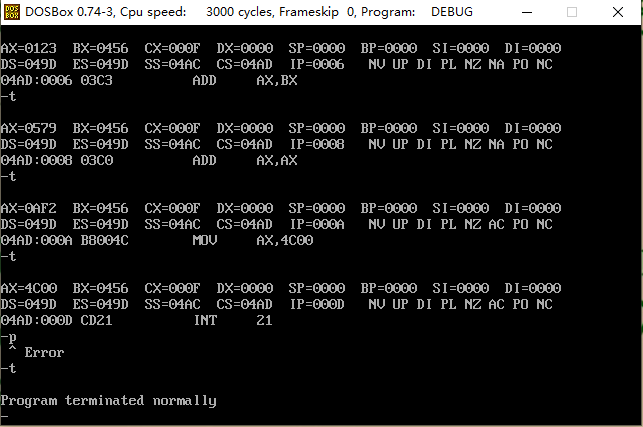 DOSBox 0.74-3, Cpu speed: 3000 cycles, Frameskip 0, Program: DEBUG
AX=0123 BX=0456 CX=000F DX=0000 SP=0000 BP=0000 SI=0000 DI=0000
DS=049D ES=049D SS=04AC CS=04AD IP=0006 NV UP DI PL NZ NA PO NC
04AD:0006 03C3 ADD AX,BX
-t
AX=0579 BX=0456 CX=000F DX=0000 SP=0000 BP=0000 SI=0000 DI=0000
DS=049D ES=049D SS=04AC CS=04AD IP=0008 NV UP DI PL NZ NA PO NC
04AD:0008 03C0 ADD AX,AX
-t
AX=0AF2 BX=0456 CX=000F DX=0000 SP=0000 BP=0000 SI=0000 DI=0000
DS=049D ES=049D SS=04AC CS=04AD IP=000A NV UP DI PL NZ AC PO NC
04AD:000A B8004C MOV AX,4C00
-t
AX=4C00 BX=0456 CX=000F DX=0000 SP=0000 BP=0000 SI=0000 DI=0000
DS=049D ES=049D SS=04AC CS=04AD IP=000D NV UP DI PL NZ AC PO NC
04AD:000D CD21 INT 21
-p
^ Error
-t
Program terminated normally
-